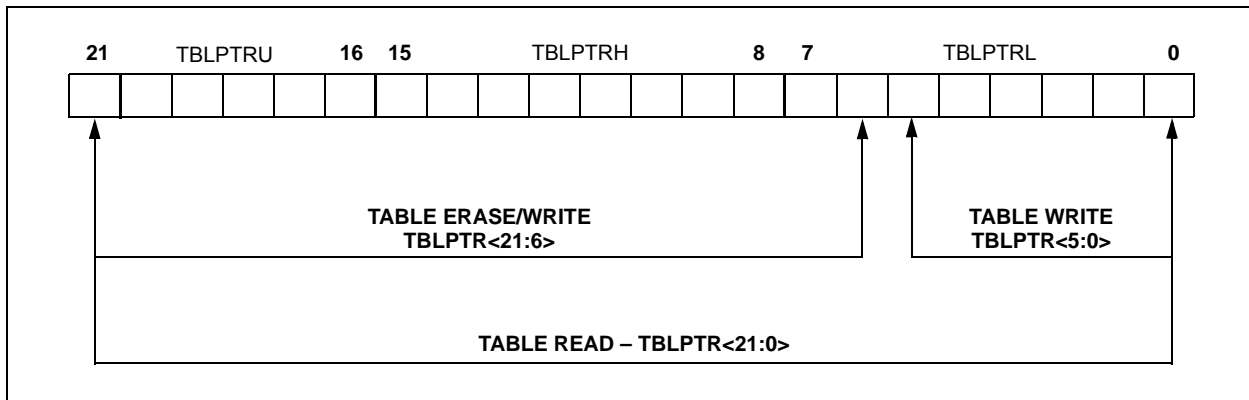 21 TBLPTRU 16 15 TBLPTRH 8 7 TBLPTRL 0
TABLE ERASE/WRITE
TBLPTR<21:6>
TABLE WRITE
TBLPTR<5:0>
TABLE READ – TBLPTR<21:0>